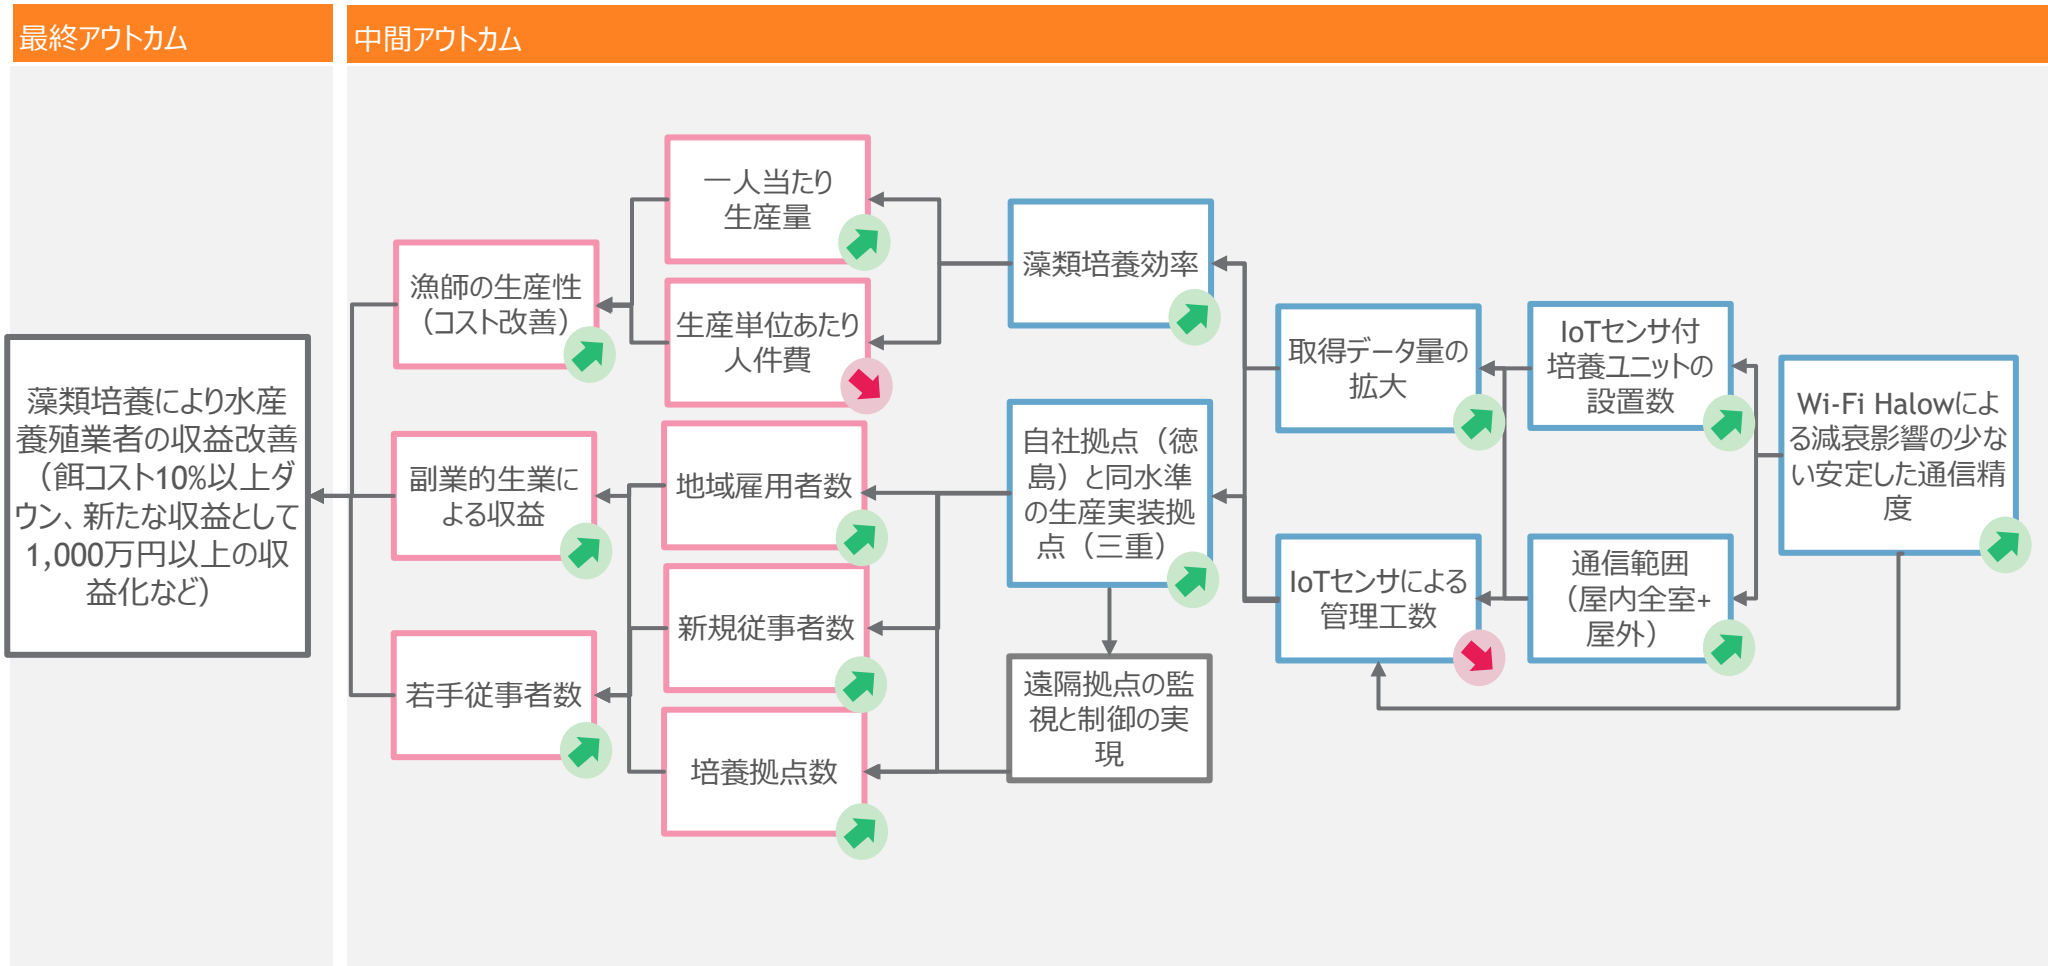 最終アウトカム
中間アウトカム
藻類培養により水産
養殖業者の収益改善
（餌コスト10%以上ダ
ウン、新たな収益として
1,000万円以上の収
益化など）
漁師の生産性
（コスト改善）
副業的生業に
よる収益
若手従事者数
一人当たり
生産量
生産単位あたり
人件費
地域雇用者数
新規従事者数
培養拠点数
藻類培養効率
自社拠点（徳
島）と同水準
の生産実装拠
点（三重）
遠隔拠点の監
視と制御の実
現
取得データ量の
拡大
IoTセンサによる
管理工数
IoTセンサ付
培養ユニットの
設置数
通信範囲
（屋内全室+
屋外）
Wi-Fi Halowによ
る減衰影響の少な
い安定した通信精
度